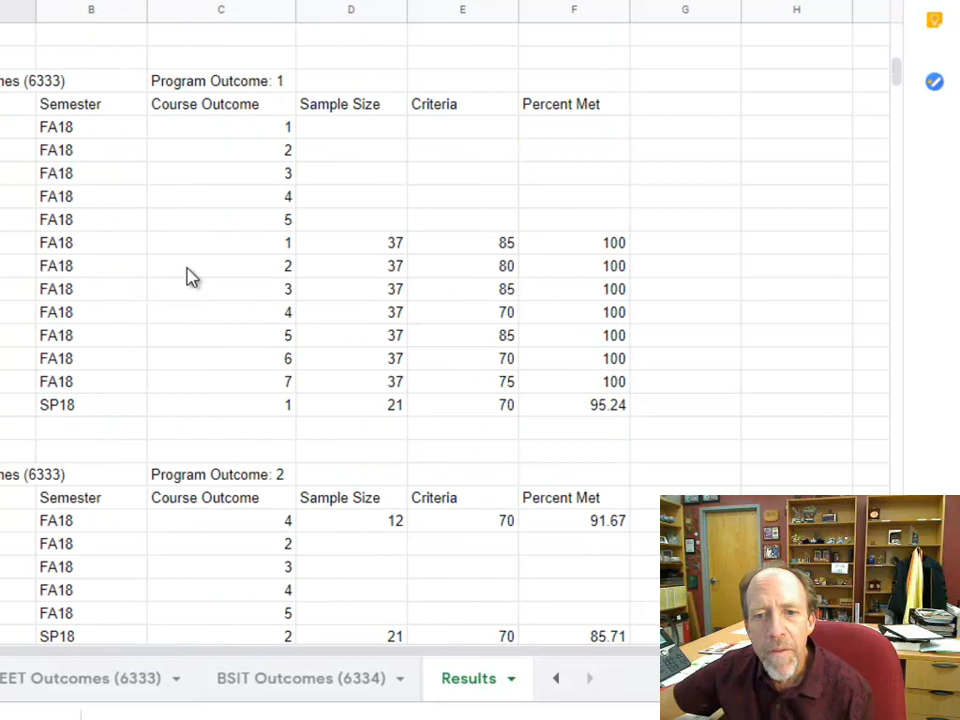 B C D E F G H
mes (6333) Program Outcome: 1
Semester Course Outcome Sample Size Criteria Percent Met
FA18 1
FA18 2
FA18 3
FA18 4
FA18 5
FA18 1 37 85 100
FA18 2 37 80 100
FA18 3 37 85 100
FA18 4 37 70 100
FA18 5 37 85 100
FA18 6 37 70 100
FA18 7 37 75 100
SP18 1 21 70 95.24
mes (6333) Program Outcome: 2
Semester Course Outcome Sample Size Criteria Percent Met
FA18 4 12 70 91.67
FA18 2
FA18 3
FA18 4
FA18 5
SP18 2 21 70 85.71
EET Outcomes (6333) BSIT Outcomes (6334) Results